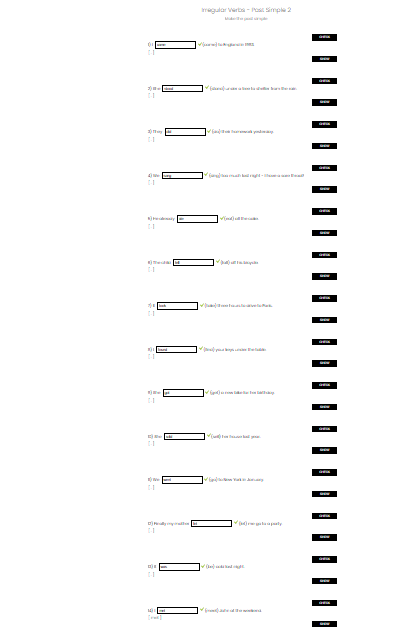 Irregular Verbs - Past Simple 2
Make the past simple
CHECK
1) I came (come) to England in 1992.
[ ]
SHOW
CHECK
2) She stood (stand) under a tree to shelter from the rain.
[ ]
SHOW
CHECK
3) They did (do) their homework yesterday.
[ ]
SHOW
CHECK
4) We sang (sing) too much last night - I have a sore throat!
[ ]
SHOW
CHECK
5) He already ate (eat) all the cake.
[ ]
SHOW
CHECK
6) The child fell (fall) off his bicycle.
[ ]
SHOW
CHECK
7) It took (take) three hours to drive to Paris.
[ ]
SHOW
CHECK
8) I found (find) your keys under the table.
[ ]
SHOW
CHECK
9) She got (get) a new bike for her birthday.
[ ]
SHOW
CHECK
10) She sold (sell) her house last year.
[ ]
SHOW
CHECK
11) We went (go) to New York in January.
[ ]
SHOW
CHECK
12) Really my mother let (let) me go to a party.
[ ]
SHOW
CHECK
13) It was (be) cold last night.
[ ]
SHOW
CHECK
14) I met (meet) John at the weekend.
[ met ]
SHOW